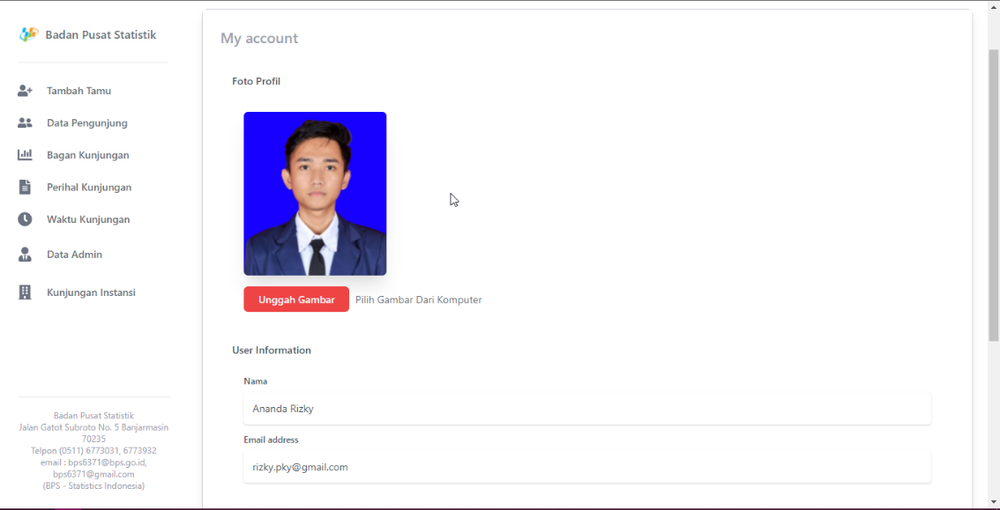 Badan Pusat Statistik
Tambah Tamu
Data Pengunjung
Bagan Kunjungan
Perihal Kunjungan
Waktu Kunjungan
Data Admin
Kunjungan Instansi
Badan Pusat Statistik
Jalan Gatot Subroto No. 5 Banjarmasin
70235
Telpon (0511) 6773031, 6773932
email : bps6371@bps.go.id,
bps6371@gmail.com
(BPS - Statistics Indonesia)
My account
Foto Profil
Unggah Gambar Pilih Gambar Dari Komputer
User Information
Nama
Ananda Rizky
Email address
rizky.pky@gmail.com